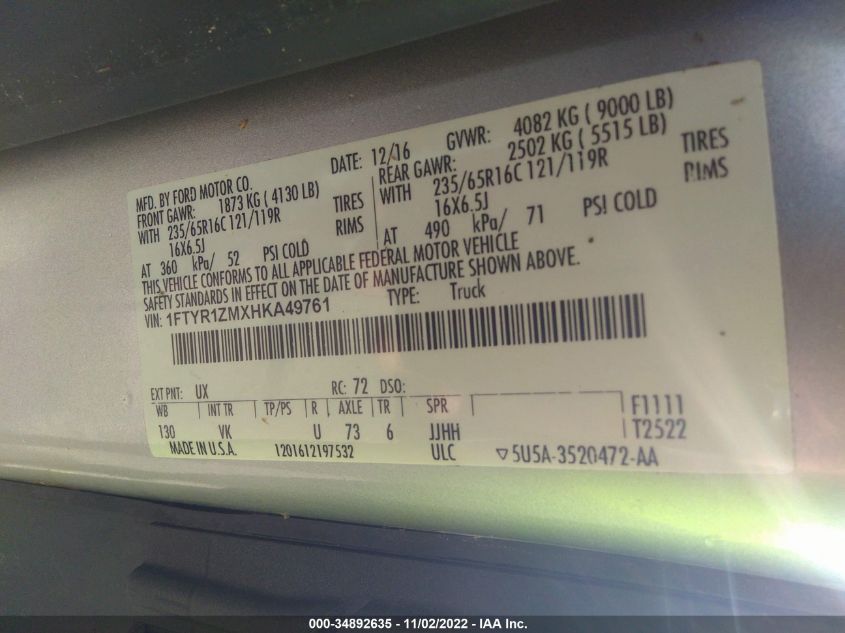 MFD. BY FORD MOTOR CO. DATE: 12/16 GVWR: 4082 KG ( 9000 LB)
FRONT GAWR: 1873 KG ( 4130 LB) REAR GAWR: 2502 KG ( 5515 LB)
WITH 235/65R16C 121/119R TIRES WITH 235/65R16C 121/119R TIRES
16X6.5J RIMS 16X6.5J RIMS
AT 360 kPa/ 52 PSI COLD AT 490 kPa/ 71 PSI COLD
THIS VEHICLE CONFORMS TO ALL APPLICABLE FEDERAL MOTOR VEHICLE
SAFETY STANDARDS IN EFFECT ON THE DATE OF MANUFACTURE SHOWN ABOVE.
VIN: 1FTYR1ZMXHKA49761 TYPE: Truck
EXT PNT: UX RC: 72 DSO:
WB INT TR TP/PS R AXLE TR SPR F1111
130 VK U 73 6 JJHH T2522
MADE IN U.S.A. 1201612197532 ULC ▽5U5A-3520472-AA
000-34892635 - 11/02/2022 - IAA Inc.